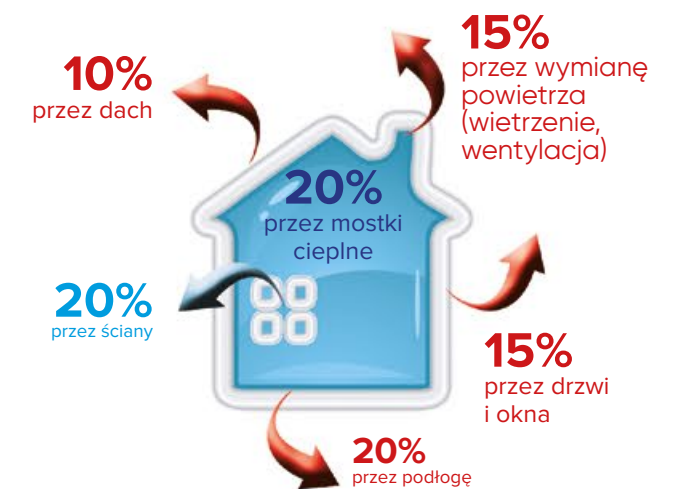 15%
przez wymianę
powietrza
(wietrzenie,
wentylacja)
10%
przez dach
20%
przez mostki
cieplne
20%
przez ściany
15%
przez drzwi
i okna
20%
przez podłogę